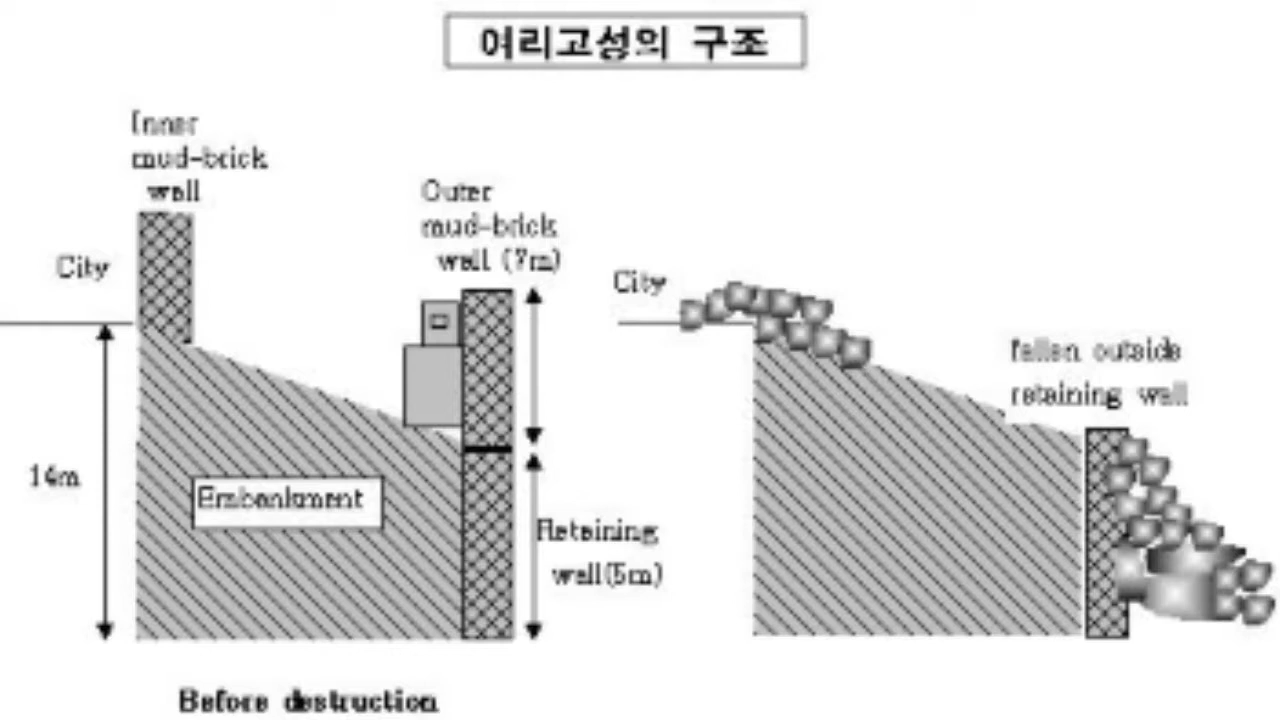 여리고성의 구조
Inner
mud-brick
wall
Outer
mud-brick
wall (7m)
City
City
fallen outside
retaining wall
14m
Embankment
Retaining
wall(5m)
Before destruction